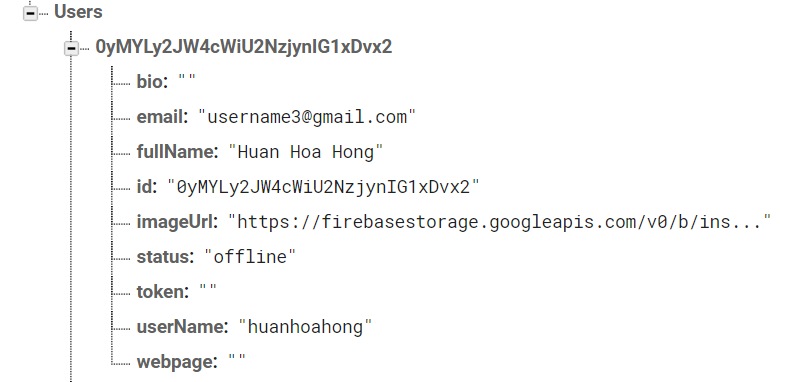 Users
0yMYLy2JW4cWiU2NzjynIG1xDvx2
bio: ""
email: "username3@gmail.com"
fullName: "Huan Hoa Hong"
id: "0yMYLy2JW4cWiU2NzjynIG1xDvx2"
imageUrl: "https://firebasestorage.googleapis.com/v0/b/ins..."
status: "offline"
token: ""
userName: "huanhoahong"
webpage: ""